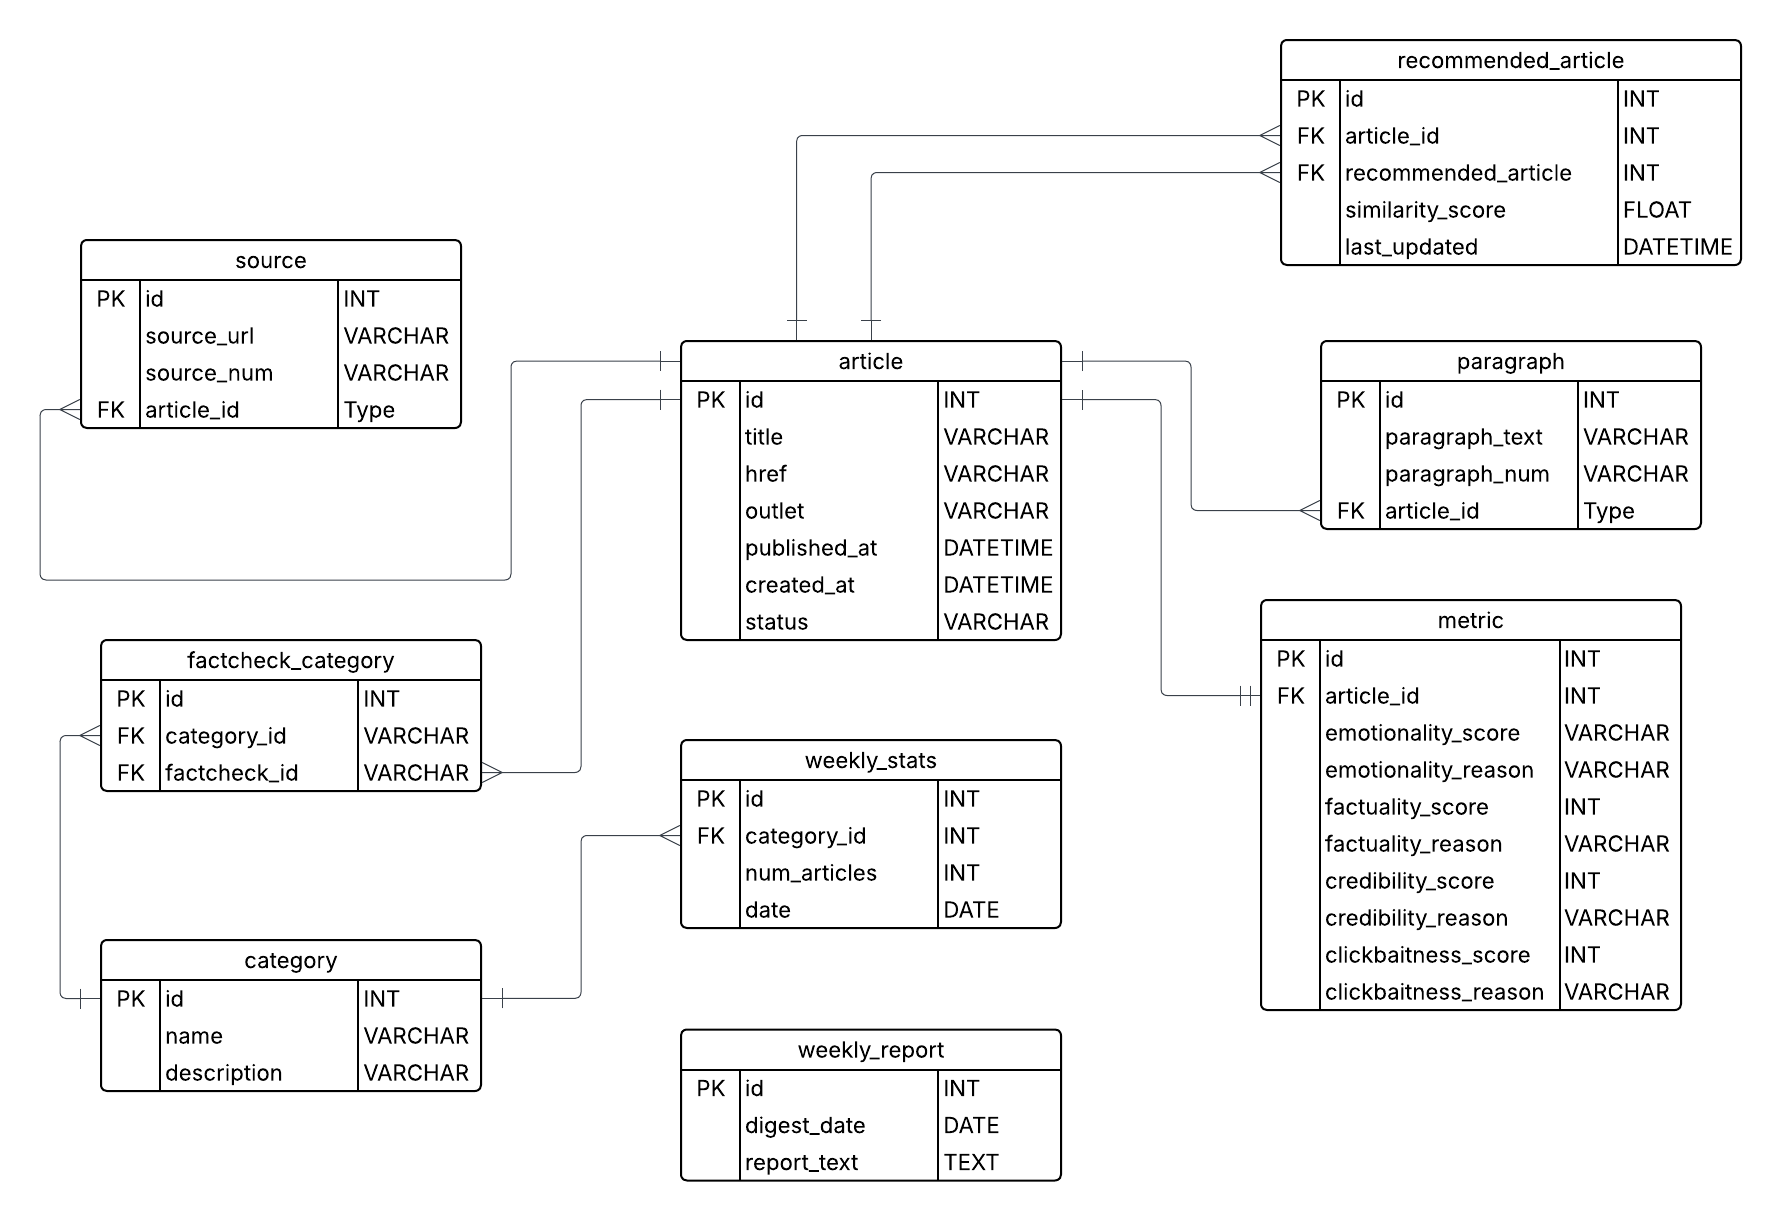 recommended_article
PK id INT
FK article_id INT
FK recommended_article INT
similarity_score FLOAT
last_updated DATETIME
source
PK id INT
source_url VARCHAR
source_num VARCHAR
FK article_id Type
article
PK id INT
title VARCHAR
href VARCHAR
outlet VARCHAR
published_at DATETIME
created_at DATETIME
status VARCHAR
paragraph
PK id INT
paragraph_text VARCHAR
paragraph_num VARCHAR
FK article_id Type
factcheck_category
PK id INT
FK category_id VARCHAR
FK factcheck_id VARCHAR
metric
PK id INT
FK article_id INT
emotionality_score VARCHAR
emotionality_reason VARCHAR
factuality_score INT
factuality_reason VARCHAR
credibility_score INT
credibility_reason VARCHAR
clickbaitness_score INT
clickbaitness_reason VARCHAR
weekly_stats
PK id INT
FK category_id INT
num_articles INT
date DATE
category
PK id INT
name VARCHAR
description VARCHAR
weekly_report
PK id INT
digest_date DATE
report_text TEXT